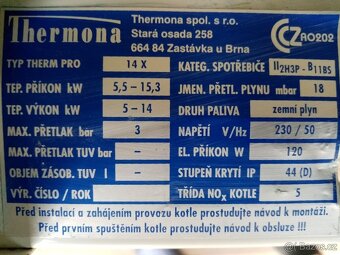 Thermona
Thermona spol. s r.o.
Stará osada 258
664 84 Zastávka u Brna
CZ AO202
TYP THERM PRO 14 X
TEP. PŘÍKON kW 5,5 - 15,3
TEP. VÝKON kW 5 - 14
MAX. PŘETLAK bar 3
MAX. PŘETLAK TUV bar -
OBJEM ZÁSOB. TUV l -
VÝR. ČÍSLO / ROK
KATEG. SPOTŘEBIČE II2H3P - B11BS
JMEN. PŘETL. PLYNU mbar 18
DRUH PALIVA zemní plyn
NAPĚTÍ V/Hz 230 / 50
EL. PŘÍKON W 120
STUPEŇ KRYTÍ IP 44 (D)
TŘÍDA NOx KOTLE 5
Před instalací a zahájením provozu kotle prostudujte návod k montáži.
Před prvním spuštěním kotle prostudujte návod k obsluze !!!
Bazos.cz